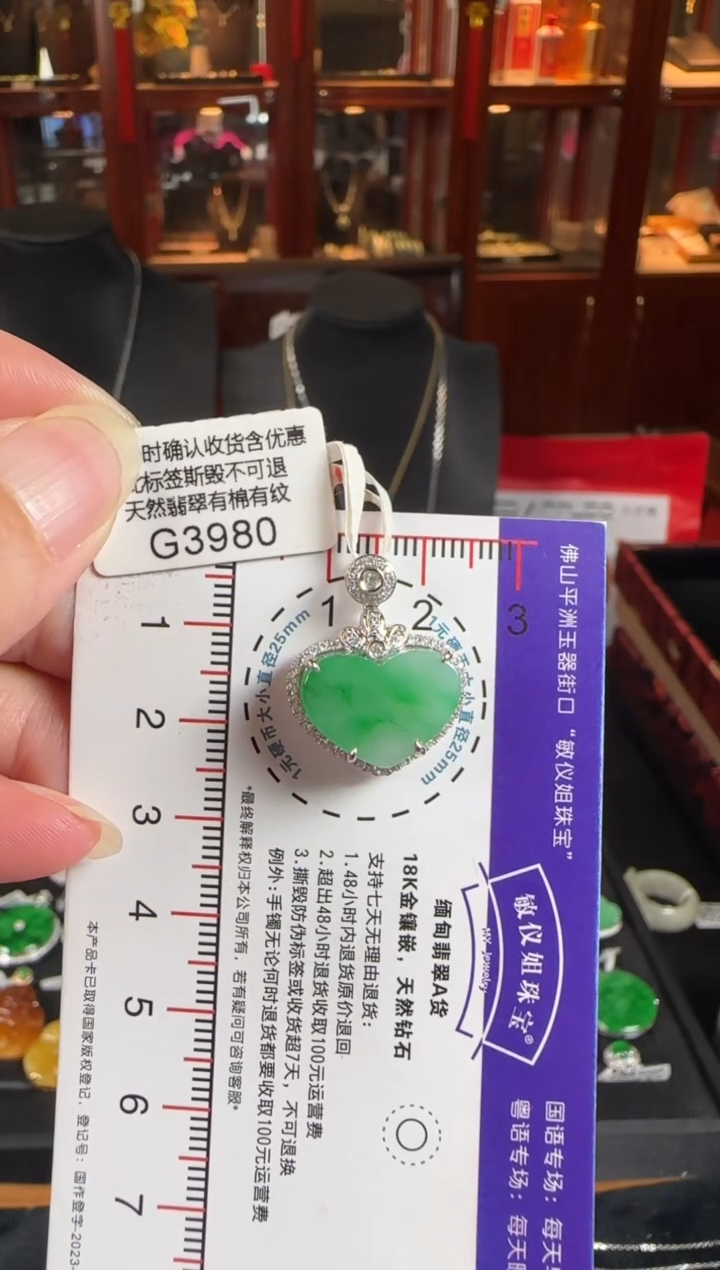 时确认收货含优惠
标签撕毁不可退
天然翡翠有棉有纹
G3980
1
2
3
1元硬币大小直径25mm
1元硬币大小直径25mm
1
2
3
4
5
6
7
佛山平洲玉器街口 “敏仪姐珠宝”
敏仪姐珠宝®
MY Jewelry
国语专场：每天
粤语专场：每天
缅甸翡翠A货
18K金镶嵌，天然钻石
支持七天无理由退货：
1.48小时内退货原价退回
2.超出48小时退货收取100元运营费
3.撕毁防伪标签或收货超7天，不可退换
例外:手镯无论何时退货都要收取100元运营费
*最终解释权归本公司所有，若有疑问可咨询客服*
本产品卡已取得国家版权登记，登记号：国作登字-2023-